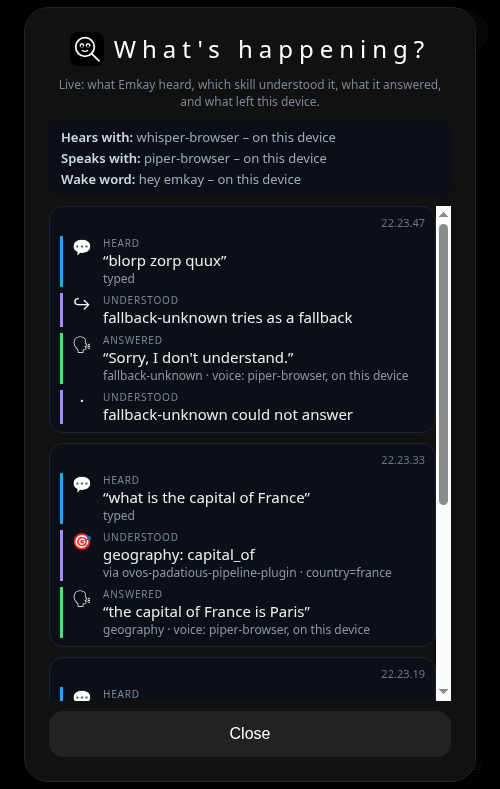 What's happening?
Live: what Emkay heard, which skill understood it, what it answered,
and what left this device.
Hears with: whisper-browser – on this device
Speaks with: piper-browser – on this device
Wake word: hey emkay – on this device
22.23.47
HEARD
“blorp zorp quux”
typed
UNDERSTOOD
fallback-unknown tries as a fallback
ANSWERED
“Sorry, I don't understand.”
fallback-unknown · voice: piper-browser, on this device
UNDERSTOOD
fallback-unknown could not answer
22.23.33
HEARD
“what is the capital of France”
typed
UNDERSTOOD
geography: capital_of
via ovos-padatious-pipeline-plugin · country=france
ANSWERED
“the capital of France is Paris”
geography · voice: piper-browser, on this device
22.23.19
HEARD
Close